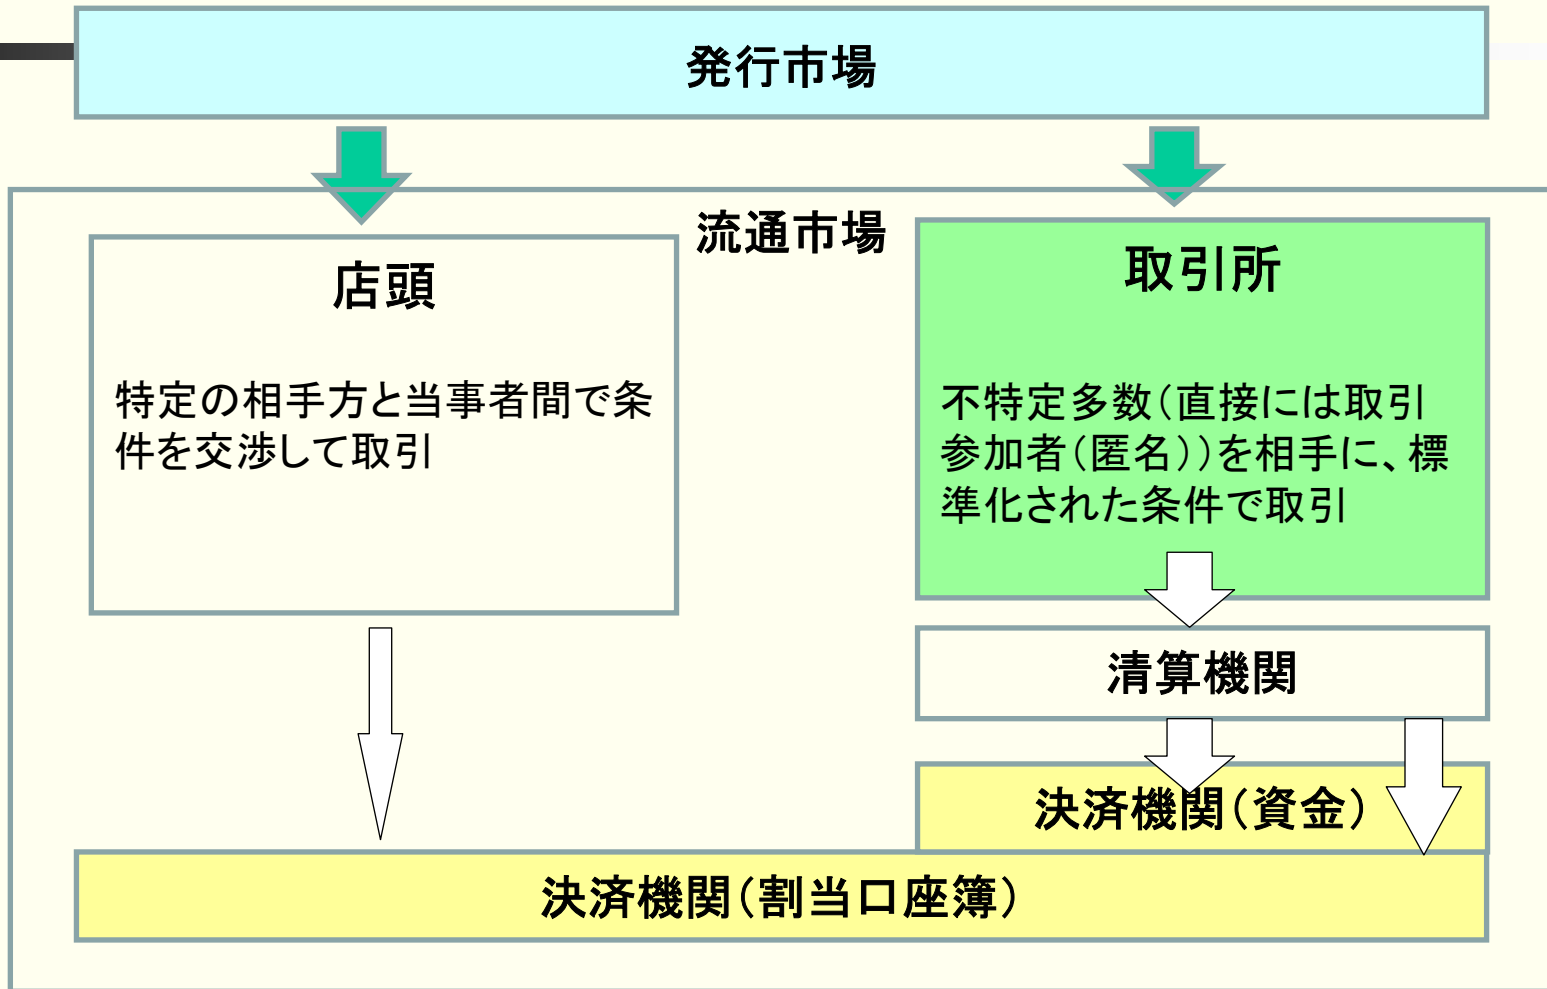 発行市場
流通市場
店頭
特定の相手方と当事者間で条
件を交渉して取引
取引所
不特定多数(直接には取引
参加者(匿名))を相手に、標
準化された条件で取引
清算機関
決済機関(資金)
決済機関(割当口座簿)